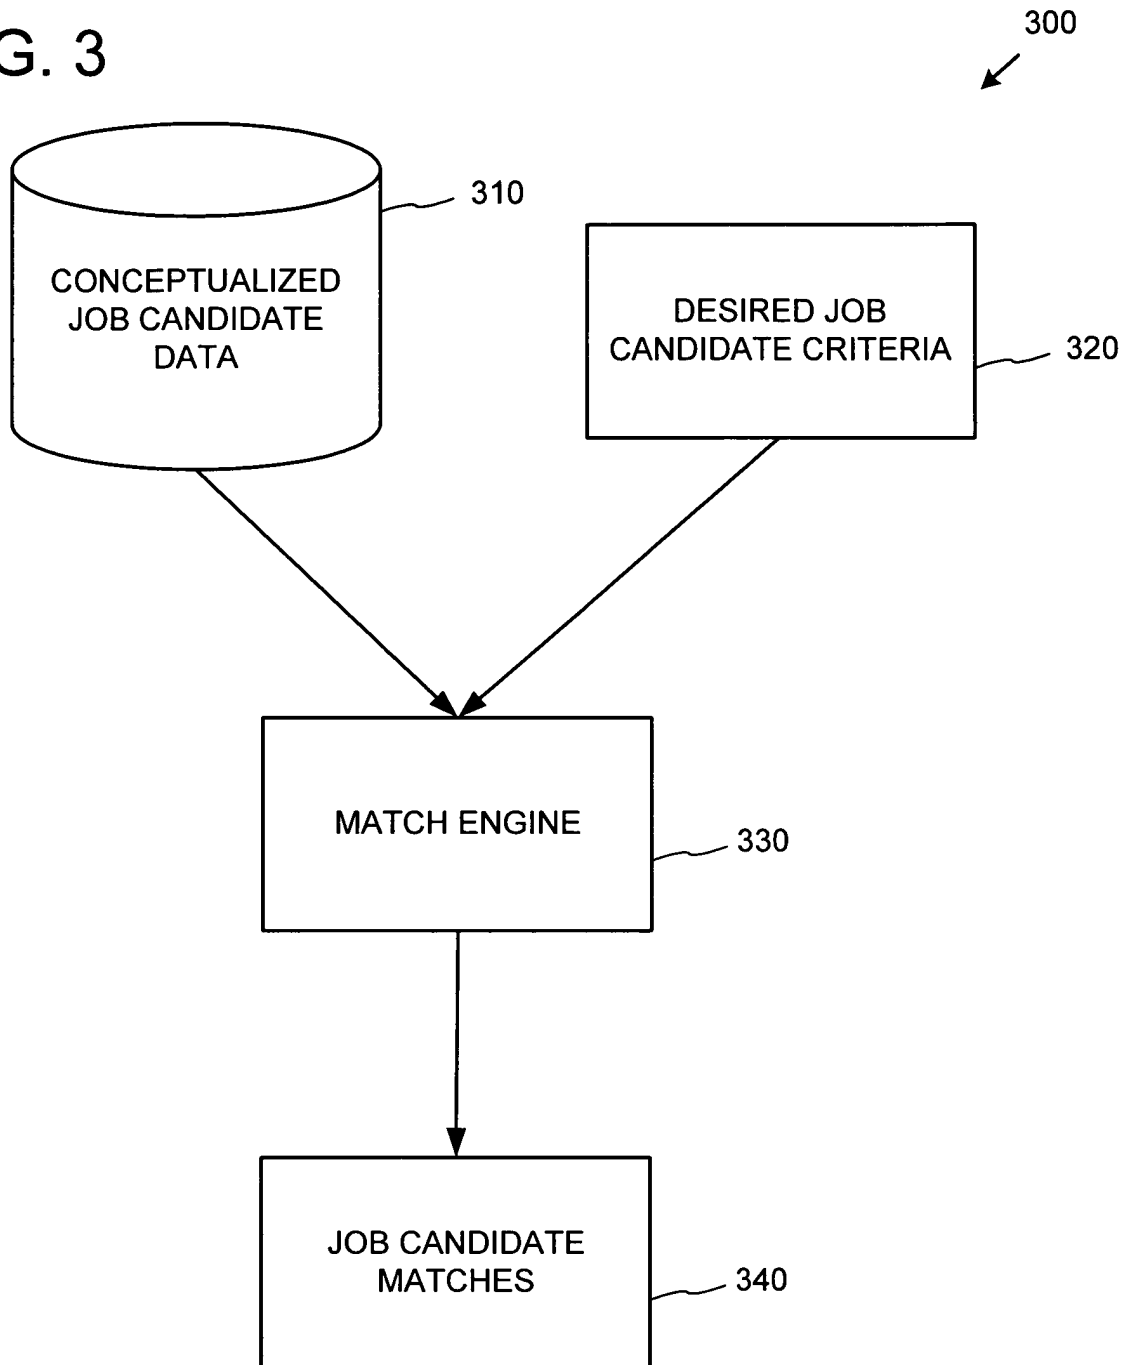 G. 3
300
310
CONCEPTUALIZED
JOB CANDIDATE
DATA
DESIRED JOB
CANDIDATE CRITERIA
320
MATCH ENGINE
330
JOB CANDIDATE
MATCHES
340